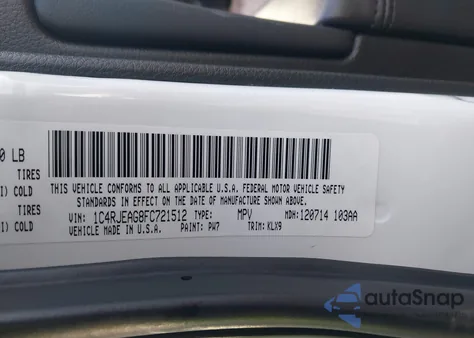 0 LB
TIRES
I) COLD
TIRES
I) COLD
THIS VEHICLE CONFORMS TO ALL APPLICABLE U.S.A. FEDERAL MOTOR VEHICLE SAFETY
STANDARDS IN EFFECT ON THE DATE OF MANUFACTURE SHOWN ABOVE.
VIN: 1C4RJEAG8FC721512 TYPE: MPV MDH: 120714 103AA
VEHICLE MADE IN U.S.A. PAINT: PW7 TRIM: KLX9
autoSnap